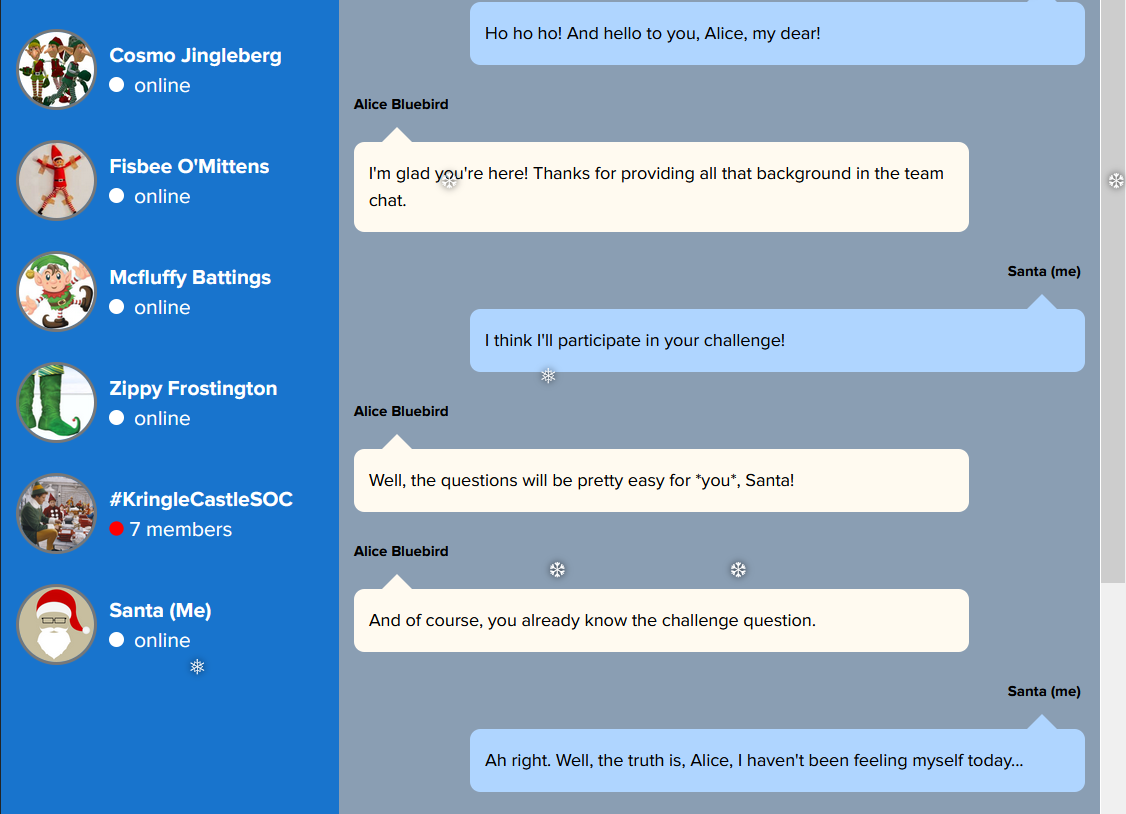 Cosmo Jingleberg
online
Fisbee O'Mittens
online
Mcfluffy Battings
online
Zippy Frostington
online
#KringleCastleSOC
7 members
Santa (Me)
online
Ho ho ho! And hello to you, Alice, my dear!
Alice Bluebird
I'm glad you're here! Thanks for providing all that background in the team
chat.
Santa (me)
I think I'll participate in your challenge!
Alice Bluebird
Well, the questions will be pretty easy for *you*, Santa!
Alice Bluebird
And of course, you already know the challenge question.
Santa (me)
Ah right. Well, the truth is, Alice, I haven't been feeling myself today...